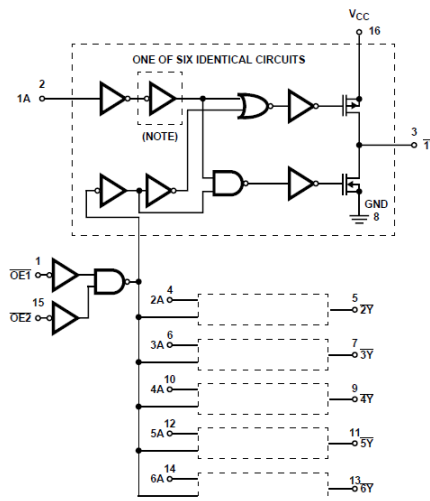 VCC
16
ONE OF SIX IDENTICAL CIRCUITS
2
1A
(NOTE)
3
1
GND
8
1
OE1
15
OE2
4
2A
5
2Y
6
3A
7
3Y
10
4A
9
4Y
12
5A
11
5Y
14
6A
13
6Y